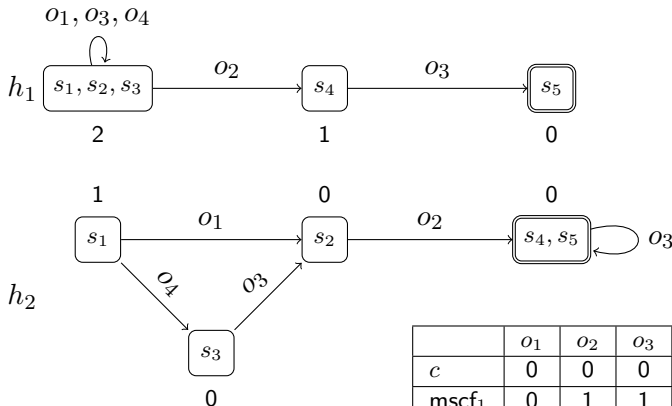 o₁, o₃, o₄
h₁ s₁, s₂, s₃ o₂ s₄ o₃ s₅
2 1 0
1 0 0
s₁ o₁ s₂ o₂ s₄, s₅ o₃
o₄ o₃
h₂
s₃
0
o₁ o₂ o₃
c 0 0 0
mscf₁ 0 1 1